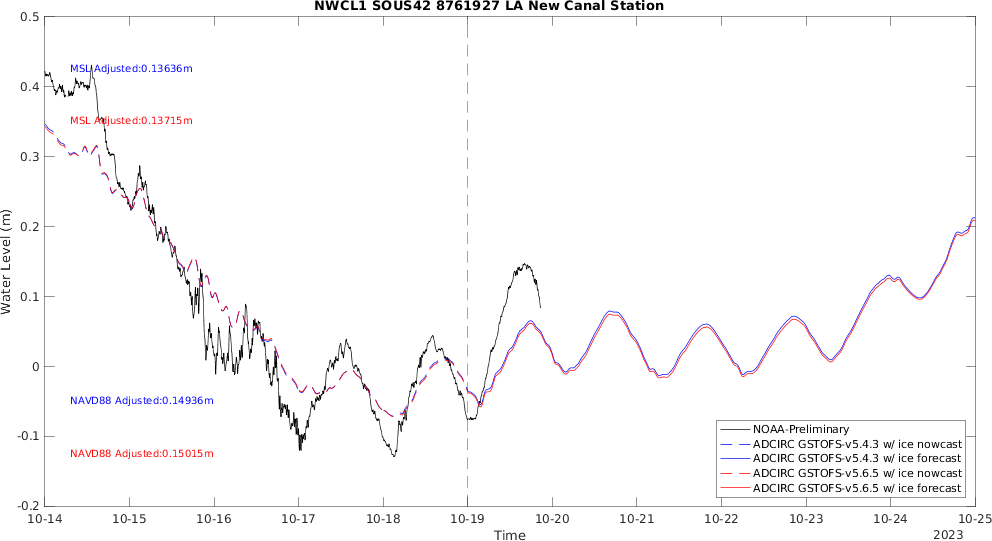 NWCL1 SOUS42 8761927 LA New Canal Station
0.5
0.4
0.3
0.2
0.1
0
-0.1
-0.2
Water Level (m)
MSL Adjusted:0.13636m
MSL Adjusted:0.13715m
NAVD88 Adjusted:0.14936m
NAVD88 Adjusted:0.15015m
NOAA-Preliminary
ADCIRC GSTOFS-v5.4.3 w/ ice nowcast
ADCIRC GSTOFS-v5.4.3 w/ ice forecast
ADCIRC GSTOFS-v5.6.5 w/ ice nowcast
ADCIRC GSTOFS-v5.6.5 w/ ice forecast
10-14 10-15 10-16 10-17 10-18 10-19 10-20 10-21 10-22 10-23 10-24 10-25
Time
2023